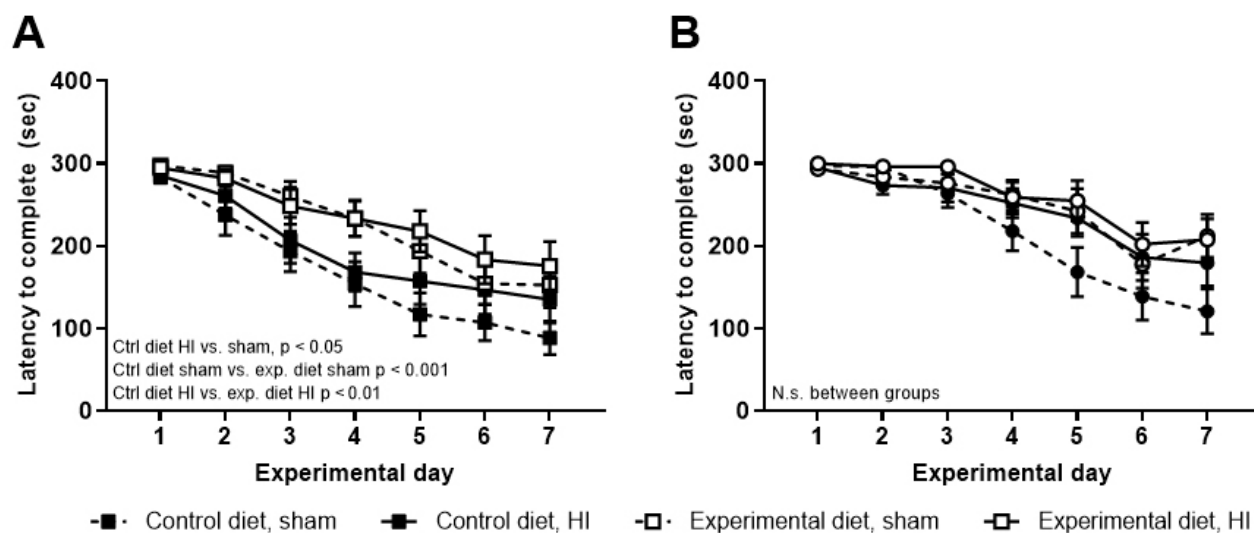 A
B
Latency to complete (sec)
400
300
200
100
0
Ctrl diet HI vs. sham, p < 0.05
Ctrl diet sham vs. exp. diet sham p < 0.001
Ctrl diet HI vs. exp. diet HI p < 0.01
1 2 3 4 5 6 7
Experimental day
Latency to complete (sec)
400
300
200
100
0
N.s. between groups
1 2 3 4 5 6 7
Experimental day
Control diet, sham Control diet, HI Experimental diet, sham Experimental diet, HI